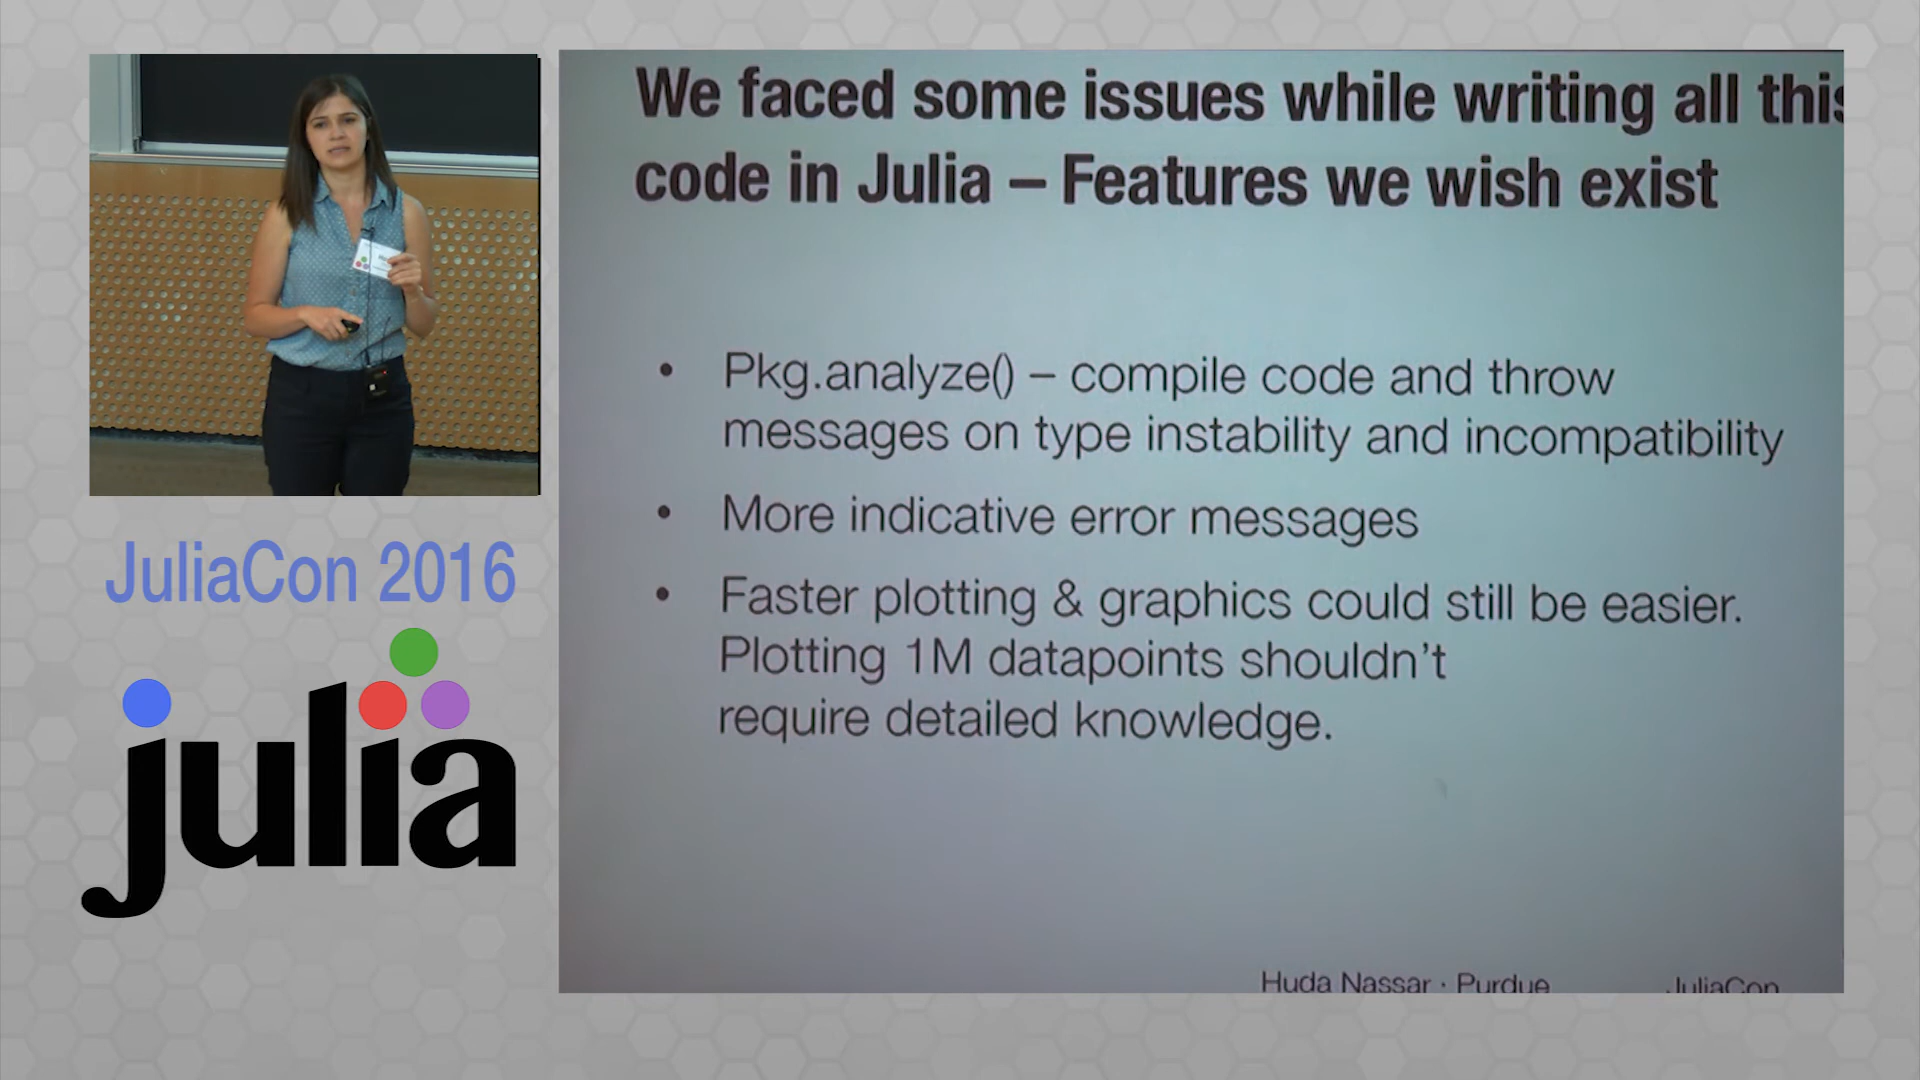 We faced some issues while writing all this
code in Julia – Features we wish exist
• Pkg.analyze() – compile code and throw
messages on type instability and incompatibility
• More indicative error messages
• Faster plotting & graphics could still be easier.
Plotting 1M datapoints shouldn't
require detailed knowledge.
Huda Nassar · Purdue
JuliaCon
JuliaCon 2016
julia